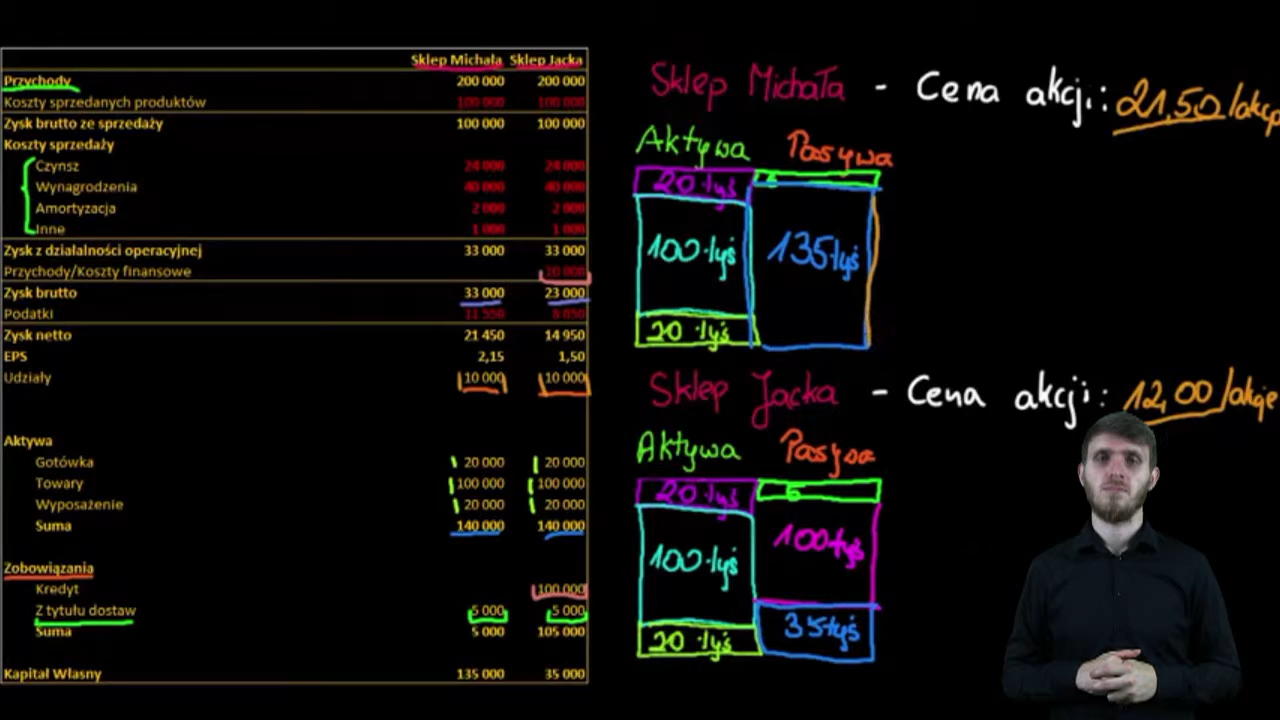 Sklep Michała Sklep Jacka
Przychody 200 000 200 000
Koszty sprzedanych produktów 100 000 100 000
Zysk brutto ze sprzedaży 100 000 100 000
Koszty sprzedaży
Czynsz 24 000 24 000
Wynagrodzenia 40 000 40 000
Amortyzacja 2 000 2 000
Inne 1 000 1 000
Zysk z działalności operacyjnej 33 000 33 000
Przychody/Koszty finansowe 10 000
Zysk brutto 33 000 23 000
Podatki 11 550 8 050
Zysk netto 21 450 14 950
EPS 2,15 1,50
Udziały 10 000 10 000
Aktywa
Gotówka 20 000 20 000
Towary 100 000 100 000
Wyposażenie 20 000 20 000
Suma 140 000 140 000
Zobowiązania
Kredyt 100 000
Z tytułu dostaw 5 000 5 000
Suma 5 000 105 000
Kapitał Własny 135 000 35 000
Sklep Michała - Cena akcji: 21,50 /akcję
Aktywa Pasywa
20 tyś
100 tyś 135 tyś
20 tyś
Sklep Jacka - Cena akcji: 12,00 /akcje
Aktywa Pasywa
20 tyś 5
100 tyś 100 tyś
20 tyś 35 tyś